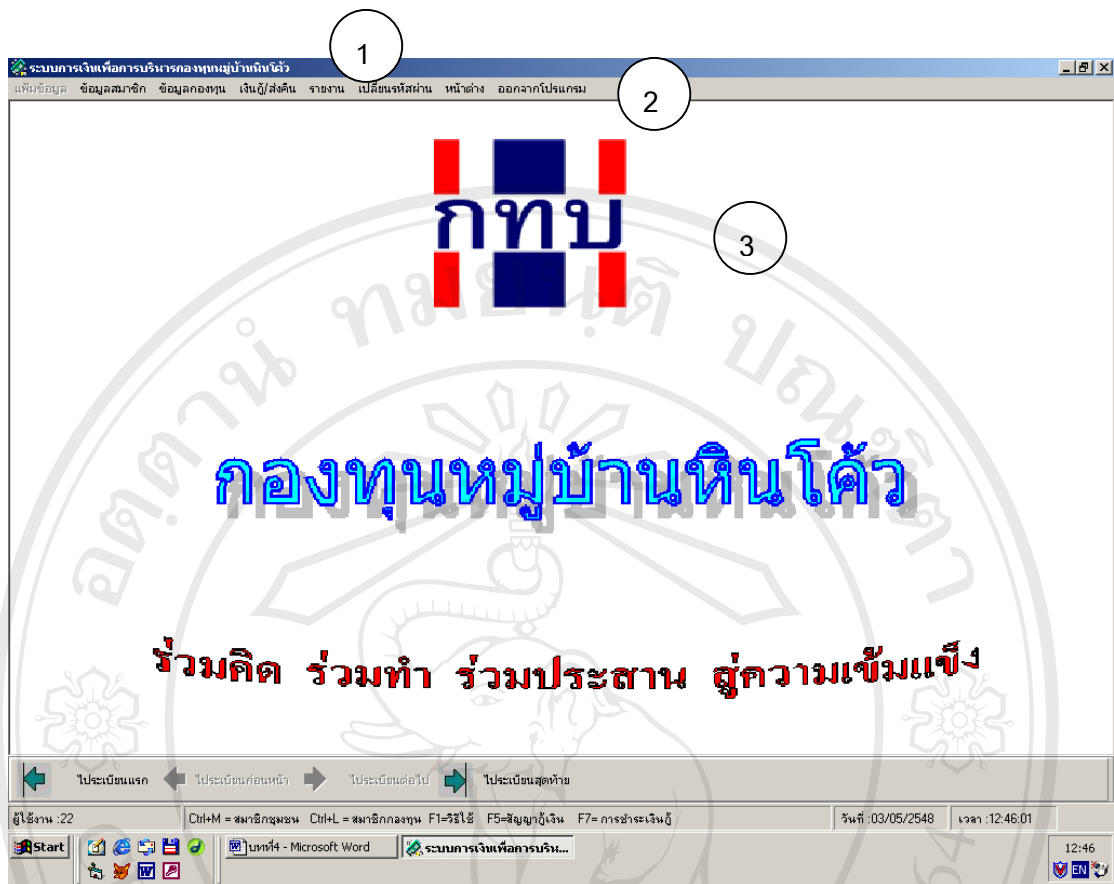 1
ระบบการเงินเพื่อการบริหารกองทุนหมู่บ้านหินโค้ว
แฟ้มข้อมูล ข้อมูลสมาชิก ข้อมูลกองทุน เงินกู้/ส่งคืน รายงาน เปลี่ยนรหัสผ่าน หน้าต่าง ออกจากโปรแกรม
2
กทบ
3
อตฺตานํ ทมยนฺติ ปณฺฑิตา
กองทุนหมู่บ้านหินโค้ว
ร่วมคิด ร่วมทำ ร่วมประสาน สู่ความเข้มแข็ง
ไประเบียนแรก ไประเบียนก่อนหน้า ไประเบียนต่อไป ไประเบียนสุดท้าย
ผู้ใช้งาน :22 Ctrl+M = สมาชิกชุมชน Ctrl+L = สมาชิกกองทุน F1=วิธีใช้ F5=สัญญากู้เงิน F7= การชำระเงินกู้ วันที่ :03/05/2548 เวลา :12:46:01
Start บทที่4 - Microsoft Word ระบบการเงินเพื่อการบริห... 12:46
EN